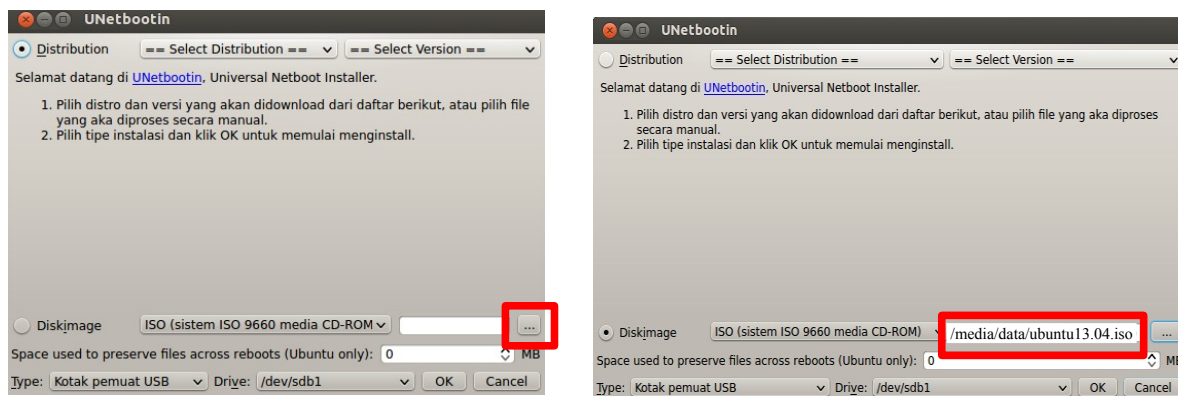 UNetbootin
Distribution == Select Distribution == == Select Version ==
Selamat datang di UNetbootin, Universal Netboot Installer.
1. Pilih distro dan versi yang akan didownload dari daftar berikut, atau pilih file
yang aka diproses secara manual.
2. Pilih tipe instalasi dan klik OK untuk memulai menginstall.
Diskimage ISO (sistem ISO 9660 media CD-ROM ...
Space used to preserve files across reboots (Ubuntu only): 0 MB
Type: Kotak pemuat USB Drive: /dev/sdb1 OK Cancel
UNetbootin
Distribution == Select Distribution == == Select Version ==
Selamat datang di UNetbootin, Universal Netboot Installer.
1. Pilih distro dan versi yang akan didownload dari daftar berikut, atau pilih file yang aka diproses
secara manual.
2. Pilih tipe instalasi dan klik OK untuk memulai menginstall.
Diskimage ISO (sistem ISO 9660 media CD-ROM) /media/data/ubuntu13.04.iso ...
Space used to preserve files across reboots (Ubuntu only): 0 MB
Type: Kotak pemuat USB Drive: /dev/sdb1 OK Cancel